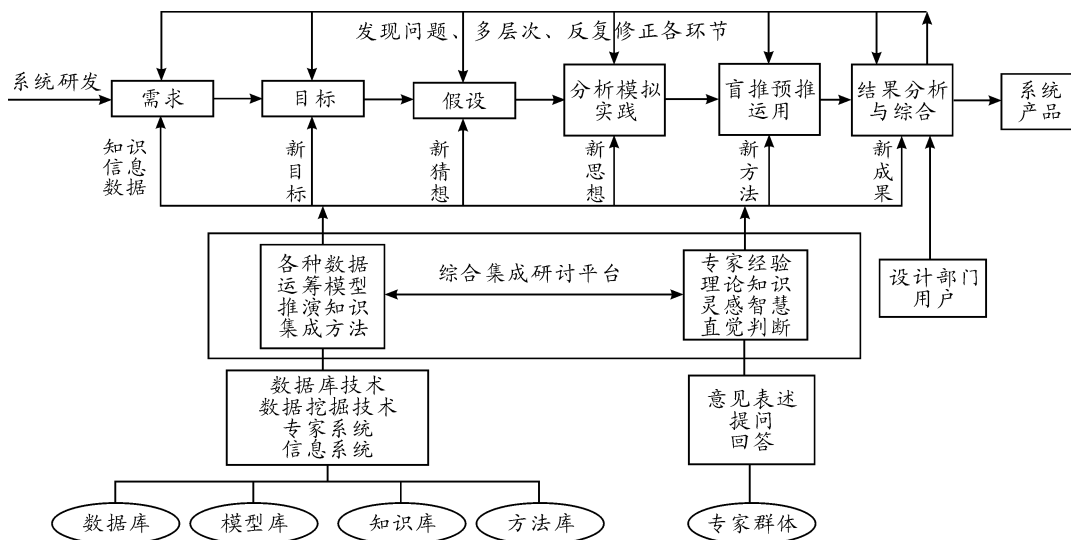 发现问题、多层次、反复修正各环节
系统研发
需求
目标
假设
分析模拟
实践
盲推预推
运用
结果分析
与综合
系统
产品
知识
信息
数据
新目标
新猜想
新思想
新方法
新成果
各种数据
运筹模型
推演知识
集成方法
综合集成研讨平台
专家经验
理论知识
灵感智慧
直觉判断
设计部门
用户
数据库技术
数据挖掘技术
专家系统
信息系统
意见表述
提问
回答
数据库
模型库
知识库
方法库
专家群体